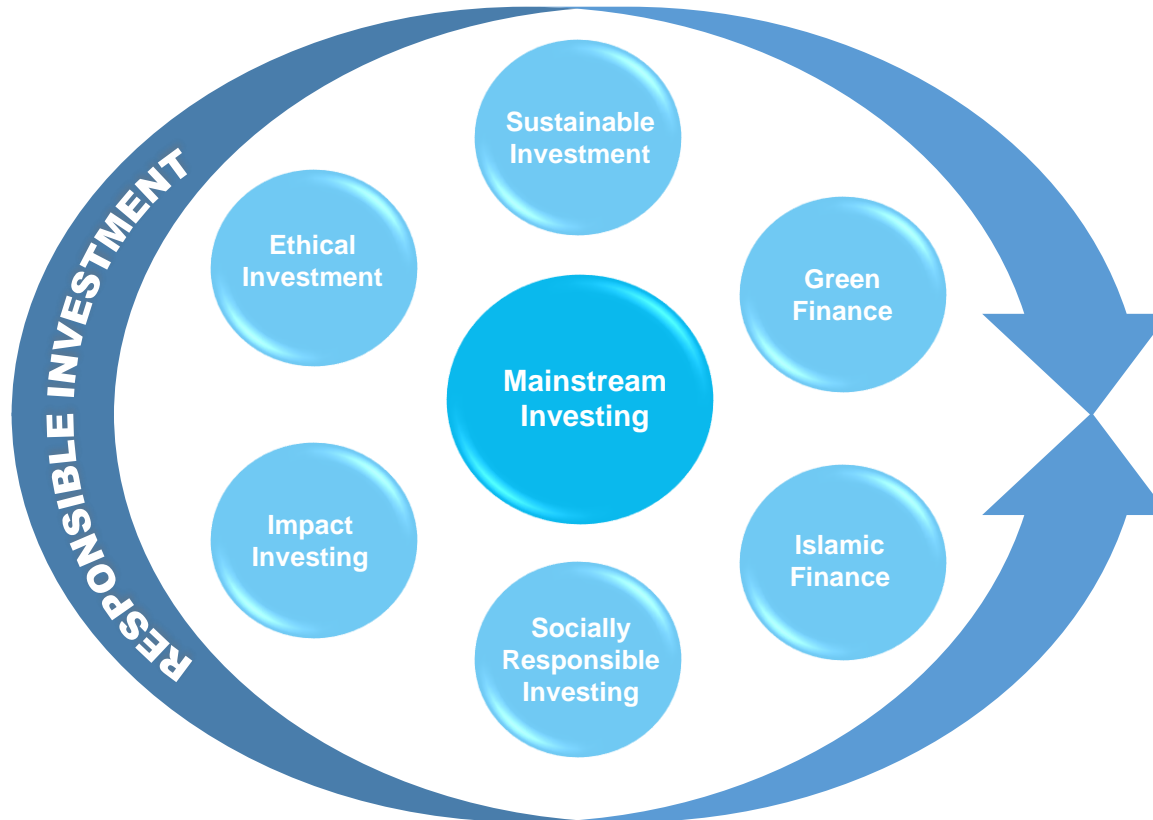 RESPONSIBLE INVESTMENT
Sustainable
Investment
Ethical
Investment
Green
Finance
Mainstream
Investing
Impact
Investing
Islamic
Finance
Socially
Responsible
Investing